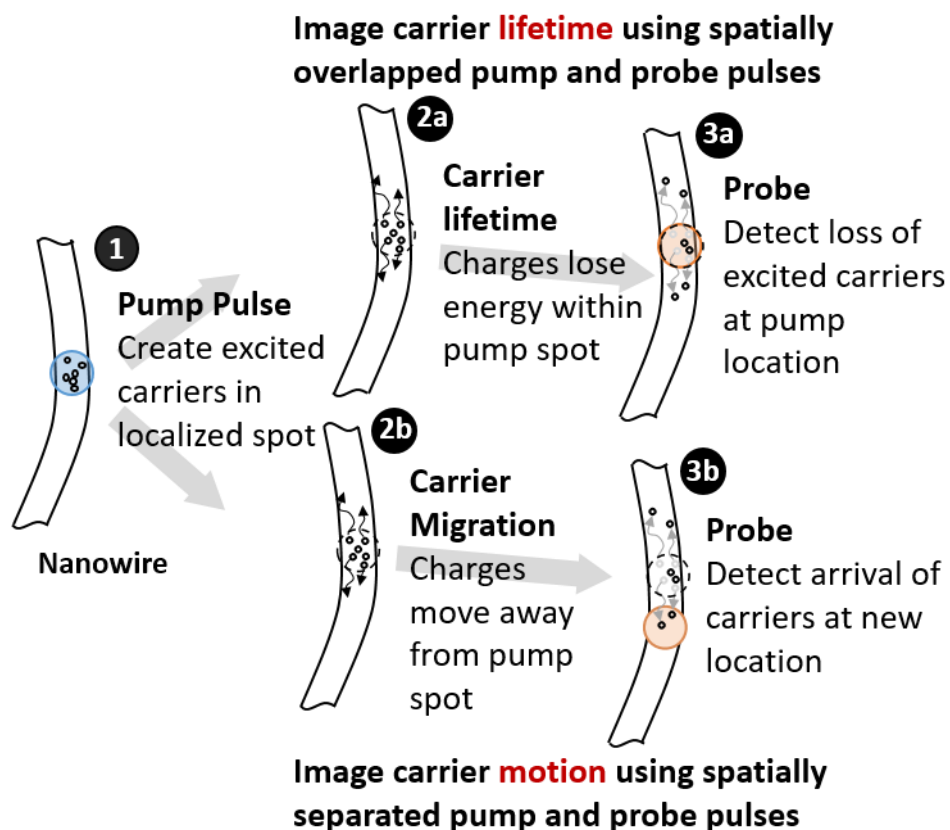 Image carrier lifetime using spatially
overlapped pump and probe pulses
1
Pump Pulse
Create excited
carriers in
localized spot
Nanowire
2a
Carrier
lifetime
Charges lose
energy within
pump spot
3a
Probe
Detect loss of
excited carriers
at pump
location
2b
Carrier
Migration
Charges
move away
from pump
spot
3b
Probe
Detect arrival of
carriers at new
location
Image carrier motion using spatially
separated pump and probe pulses